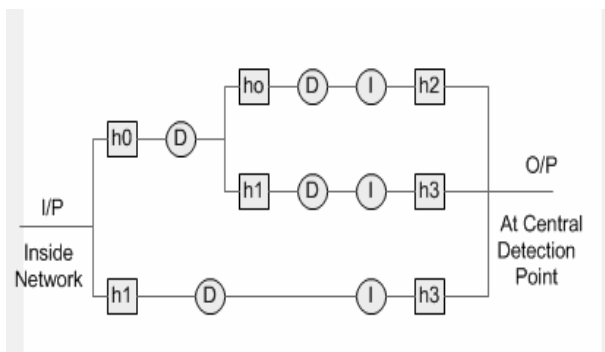 ho D I h2
h0 D
h1 D I h3
O/P
I/P
At Central
Detection
Point
Inside
Network
h1 D I h3